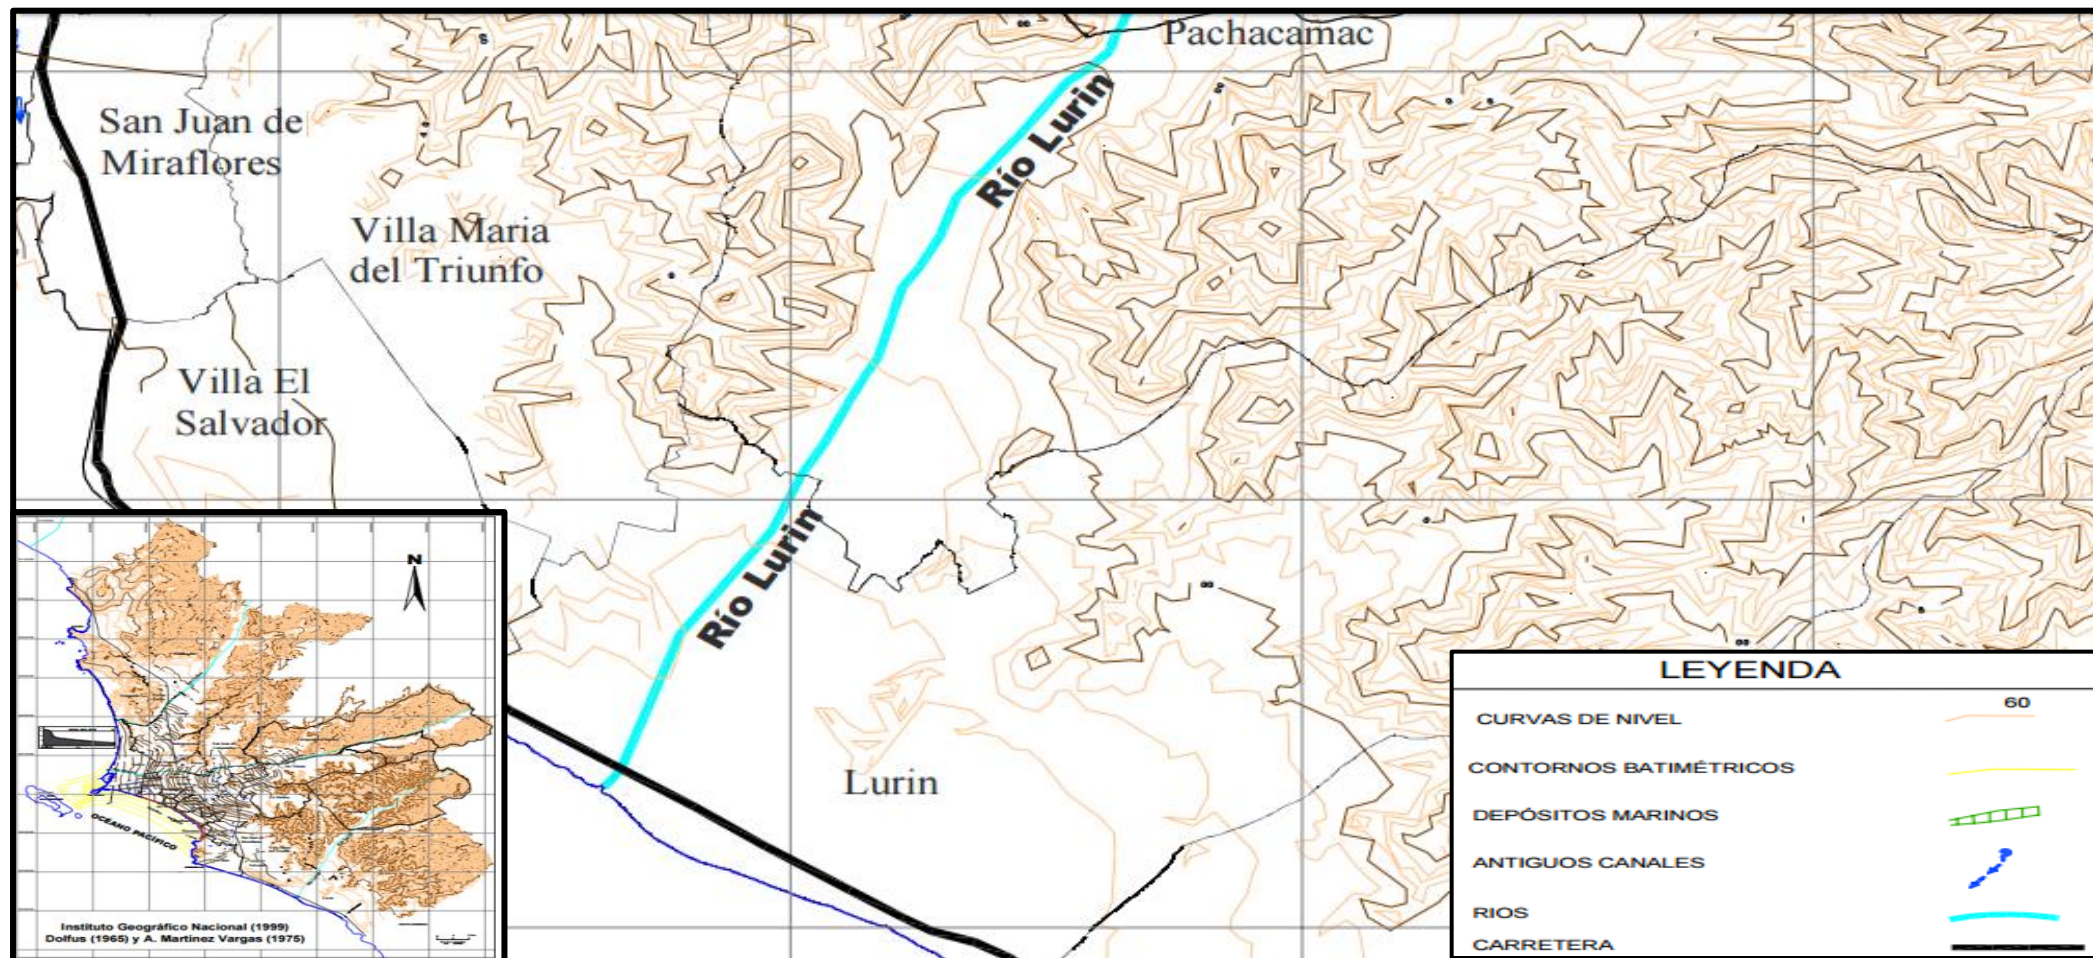 Pachacamac
San Juan de
Miraflores
Río Lurin
Villa Maria
del Triunfo
Villa El
Salvador
Río Lurin
Lurin
N
OCÉANO PACÍFICO
Instituto Geográfico Nacional (1999)
Dolfus (1965) y A. Martinez Vargas (1975)
LEYENDA
60
CURVAS DE NIVEL
CONTORNOS BATIMÉTRICOS
DEPÓSITOS MARINOS
ANTIGUOS CANALES
RIOS
CARRETERA